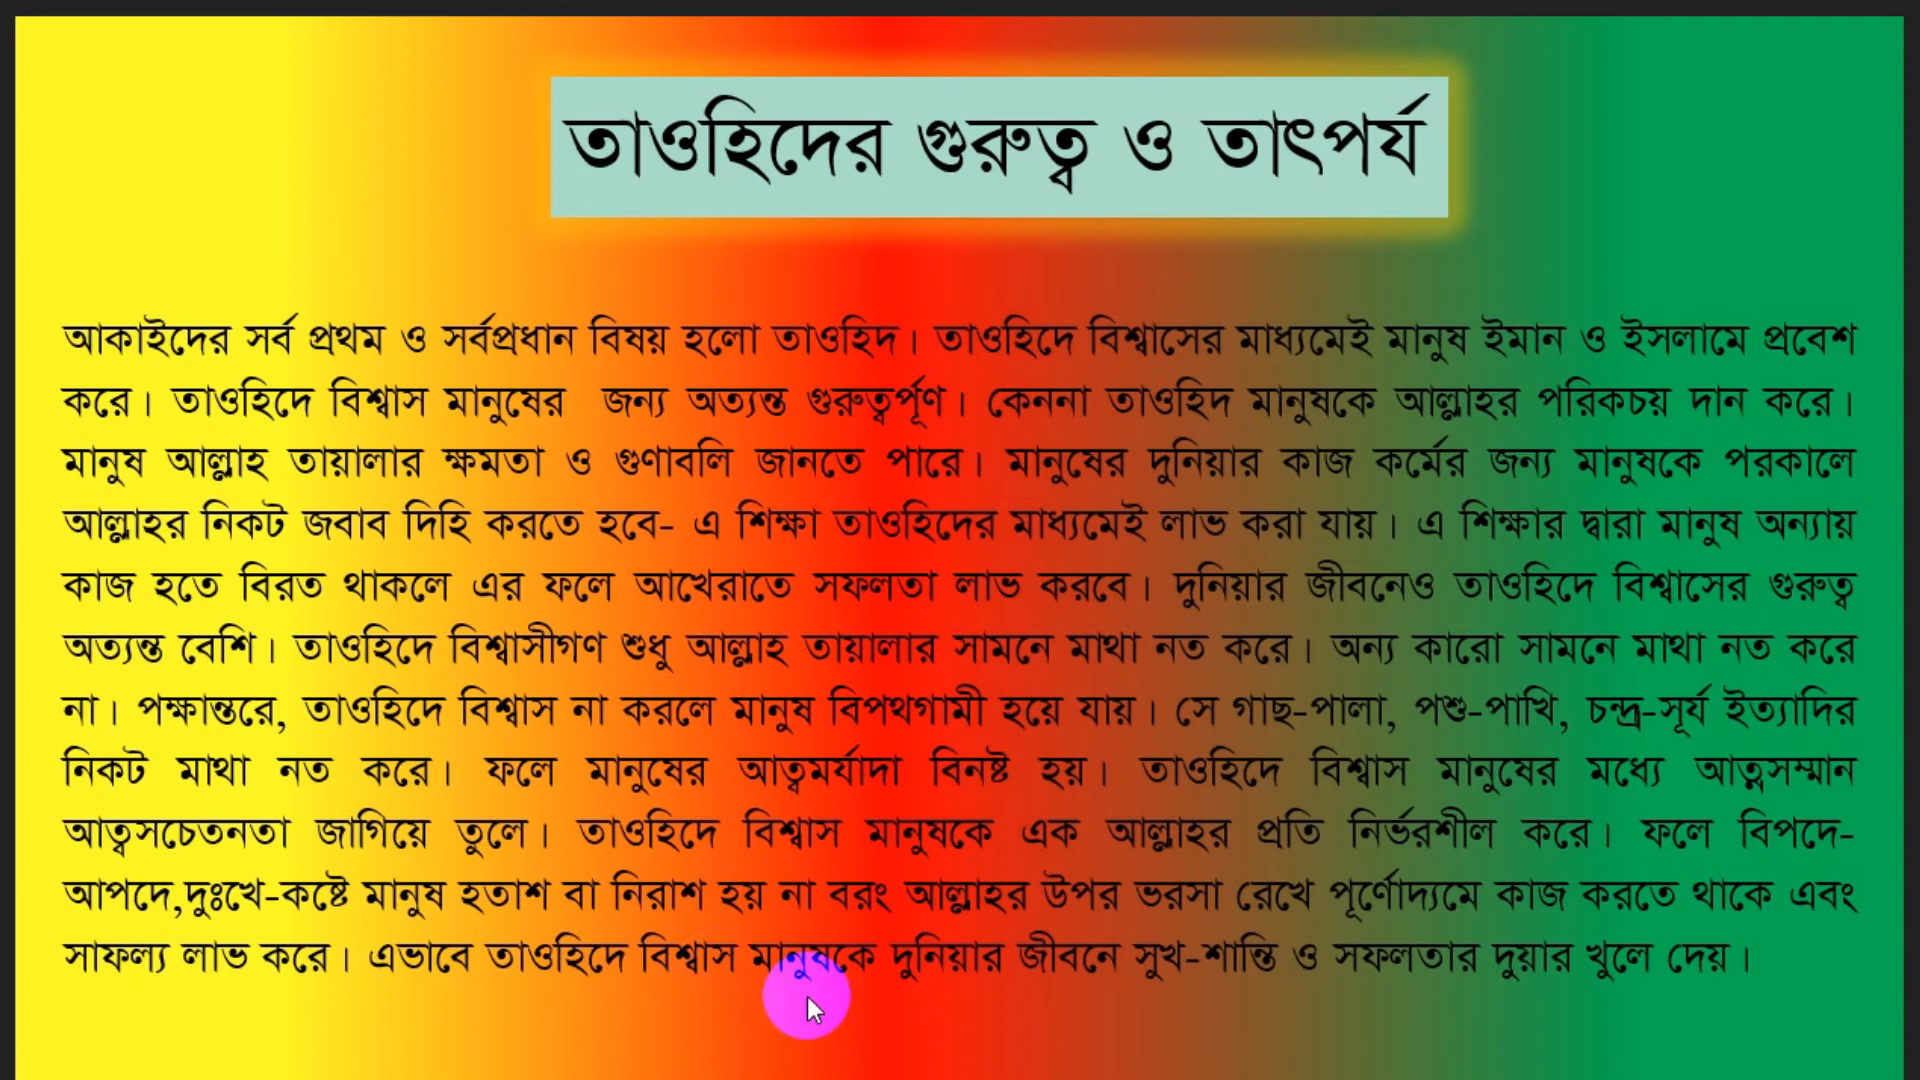 তাওহিদের গুরুত্ব ও তাৎপর্য
আকাইদের সর্ব প্রথম ও সর্বপ্রধান বিষয় হলো তাওহিদ। তাওহিদে বিশ্বাসের মাধ্যমেই মানুষ ইমান ও ইসলামে প্রবেশ
করে। তাওহিদে বিশ্বাস মানুষের জন্য অত্যন্ত গুরুত্বর্পূণ। কেননা তাওহিদ মানুষকে আল্লাহর পরিকচয় দান করে।
মানুষ আল্লাহ তায়ালার ক্ষমতা ও গুণাবলি জানতে পারে। মানুষের দুনিয়ার কাজ কর্মের জন্য মানুষকে পরকালে
আল্লাহর নিকট জবাব দিহি করতে হবে- এ শিক্ষা তাওহিদের মাধ্যমেই লাভ করা যায়। এ শিক্ষার দ্বারা মানুষ অন্যায়
কাজ হতে বিরত থাকলে এর ফলে আখেরাতে সফলতা লাভ করবে। দুনিয়ার জীবনেও তাওহিদে বিশ্বাসের গুরুত্ব
অত্যন্ত বেশি। তাওহিদে বিশ্বাসীগণ শুধু আল্লাহ তায়ালার সামনে মাথা নত করে। অন্য কারো সামনে মাথা নত করে
না। পক্ষান্তরে, তাওহিদে বিশ্বাস না করলে মানুষ বিপথগামী হয়ে যায়। সে গাছ-পালা, পশু-পাখি, চন্দ্র-সূর্য ইত্যাদির
নিকট মাথা নত করে। ফলে মানুষের আত্বমর্যাদা বিনষ্ট হয়। তাওহিদে বিশ্বাস মানুষের মধ্যে আত্নসম্মান
আত্বসচেতনতা জাগিয়ে তুলে। তাওহিদে বিশ্বাস মানুষকে এক আল্লাহর প্রতি নির্ভরশীল করে। ফলে বিপদে-
আপদে,দুঃখে-কষ্টে মানুষ হতাশ বা নিরাশ হয় না বরং আল্লাহর উপর ভরসা রেখে পূর্ণোদ্যমে কাজ করতে থাকে এবং
সাফল্য লাভ করে। এভাবে তাওহিদে বিশ্বাস মানুষকে দুনিয়ার জীবনে সুখ-শান্তি ও সফলতার দুয়ার খুলে দেয়।